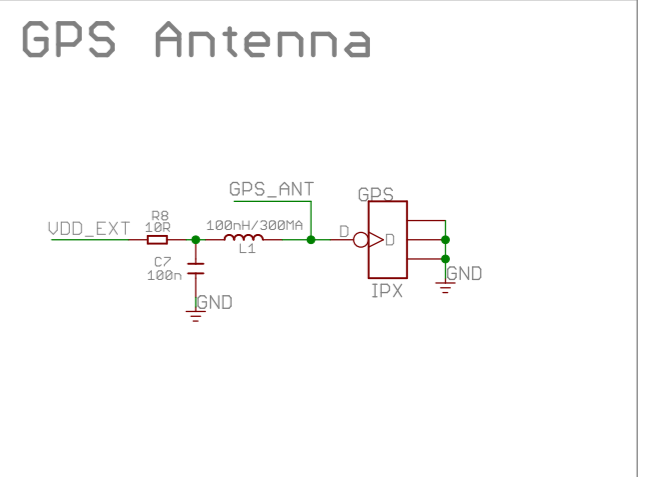 GPS Antenna
GPS_ANT
GPS
VDD_EXT
R8
10R
100nH/300MA
L1
D
D
C7
100n
GND
GND
IPX